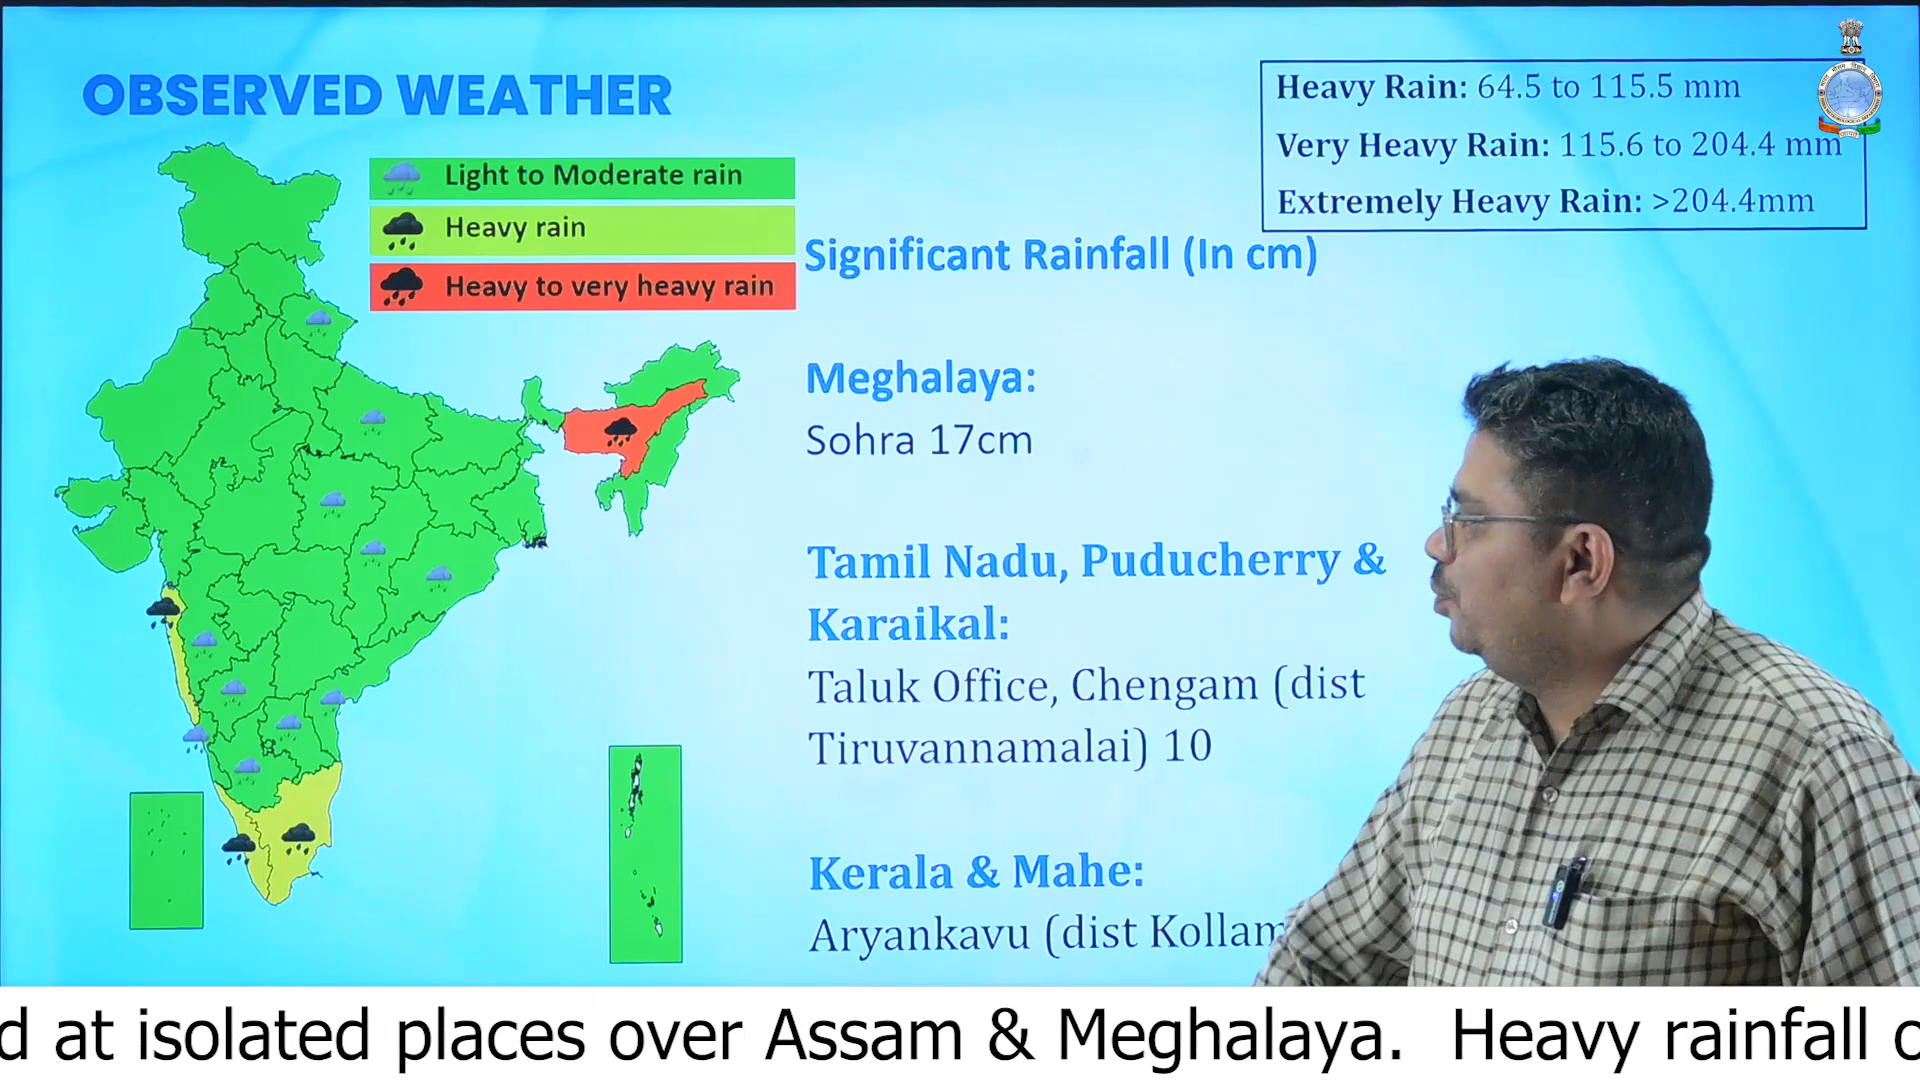 OBSERVED WEATHER
Light to Moderate rain
Heavy rain
Heavy to very heavy rain
Heavy Rain: 64.5 to 115.5 mm
Very Heavy Rain: 115.6 to 204.4 mm
Extremely Heavy Rain: >204.4mm
Significant Rainfall (In cm)
Meghalaya:
Sohra 17cm
Tamil Nadu, Puducherry &
Karaikal:
Taluk Office, Chengam (dist
Tiruvannamalai) 10
Kerala & Mahe:
Aryankavu (dist Kollam
d at isolated places over Assam & Meghalaya. Heavy rainfall o